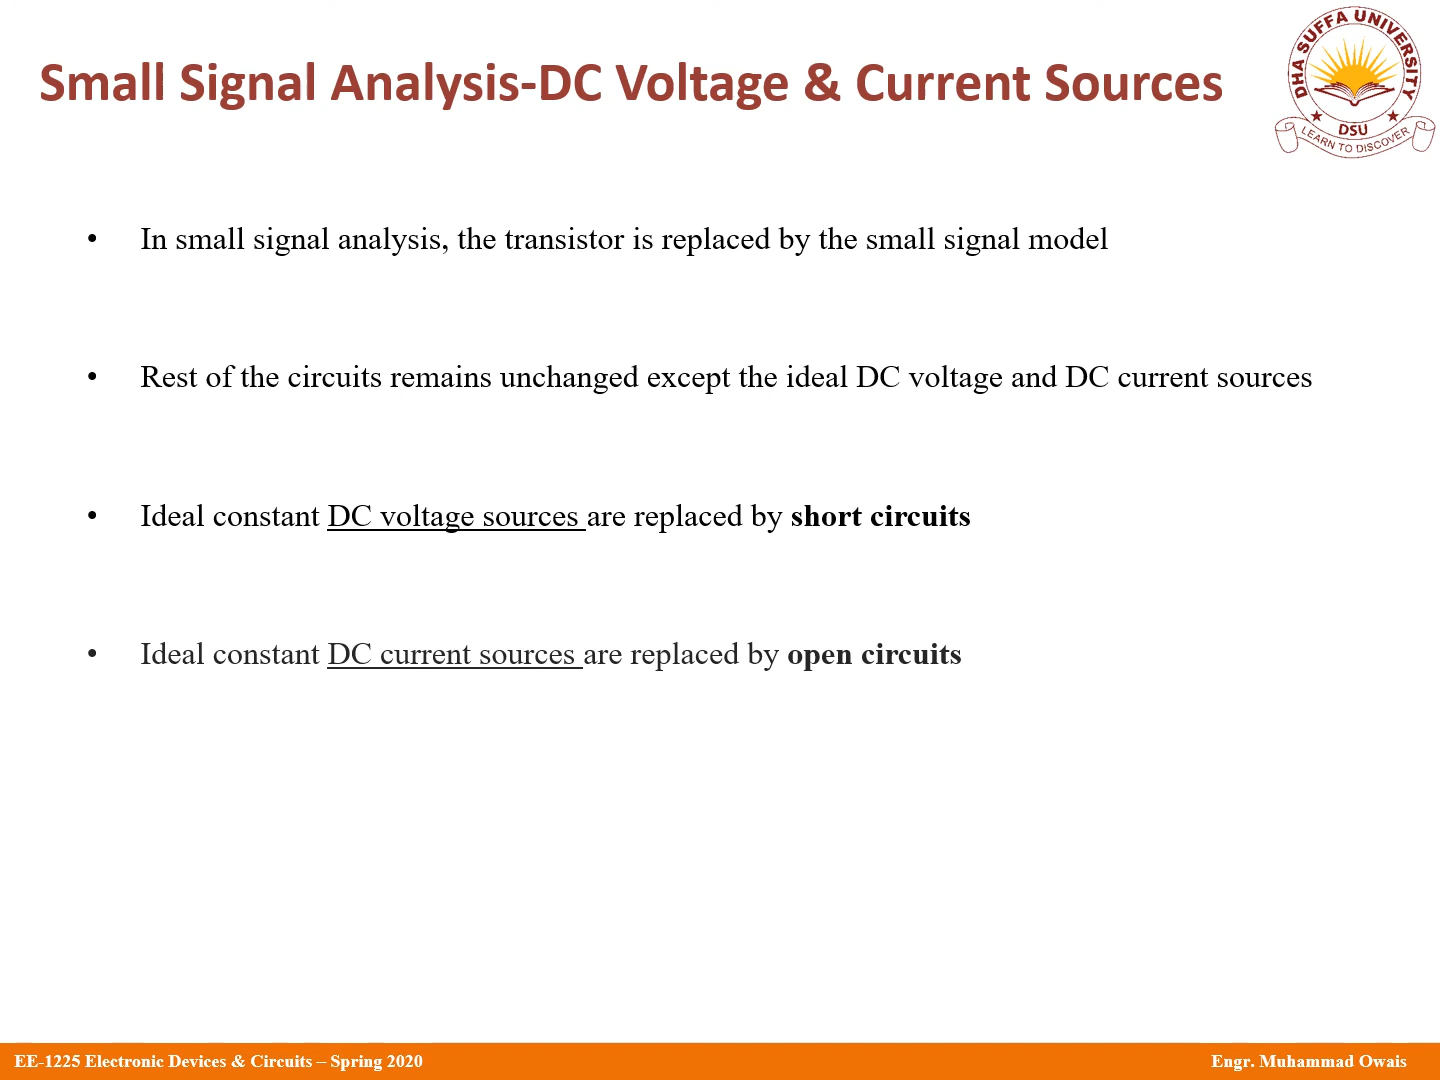 Small Signal Analysis-DC Voltage & Current Sources
DHA SUFFA UNIVERSITY
DSU
LEARN TO DISCOVER
• In small signal analysis, the transistor is replaced by the small signal model
• Rest of the circuits remains unchanged except the ideal DC voltage and DC current sources
• Ideal constant DC voltage sources are replaced by short circuits
• Ideal constant DC current sources are replaced by open circuits
EE-1225 Electronic Devices & Circuits – Spring 2020
Engr. Muhammad Owais